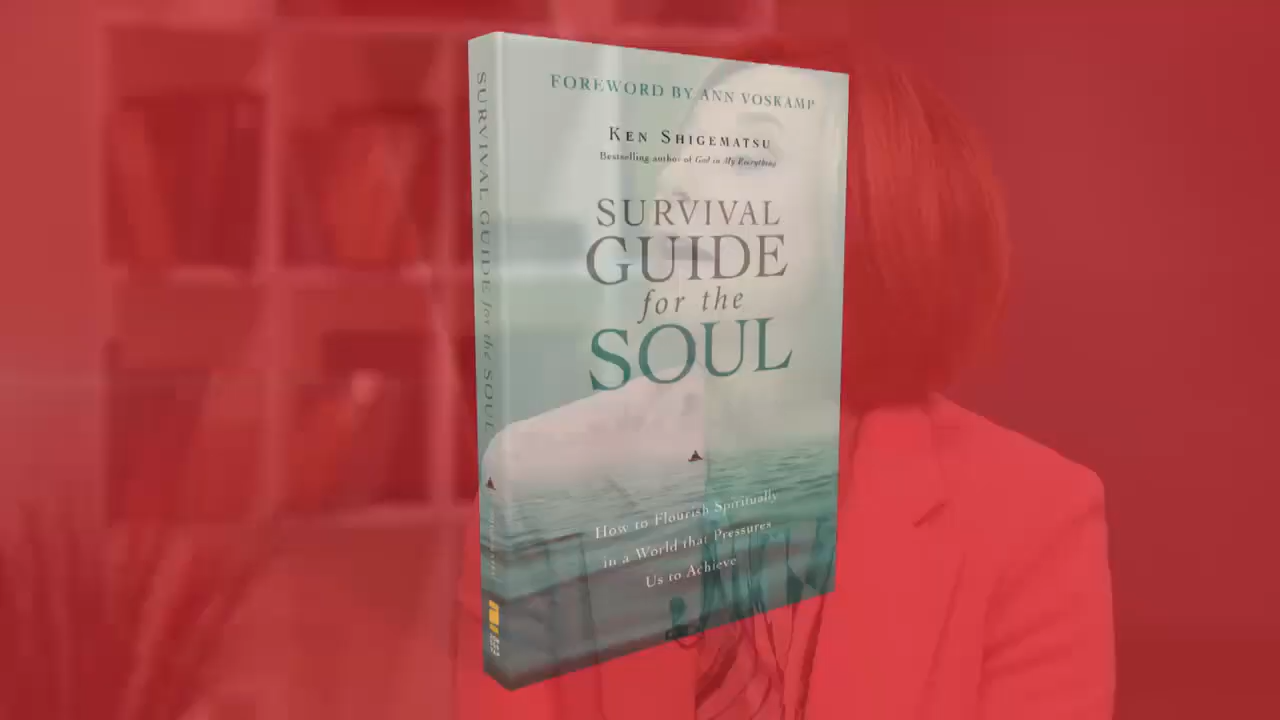 FOREWORD BY ANN VOSKAMP
KEN SHIGEMATSU
Bestselling author of God in My Everything
SURVIVAL
GUIDE
for the
SOUL
How to Flourish Spiritually
in a World that Pressures
Us to Achieve
SURVIVAL GUIDE for the SOUL